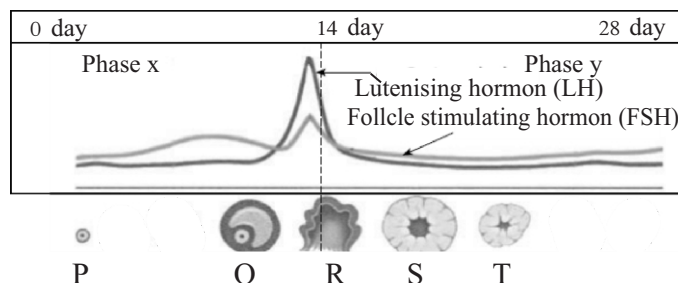 0 day 14 day 28 day
Phase x Phase y
Lutenising hormon (LH)
Follcle stimulating hormon (FSH)
P Q R S T